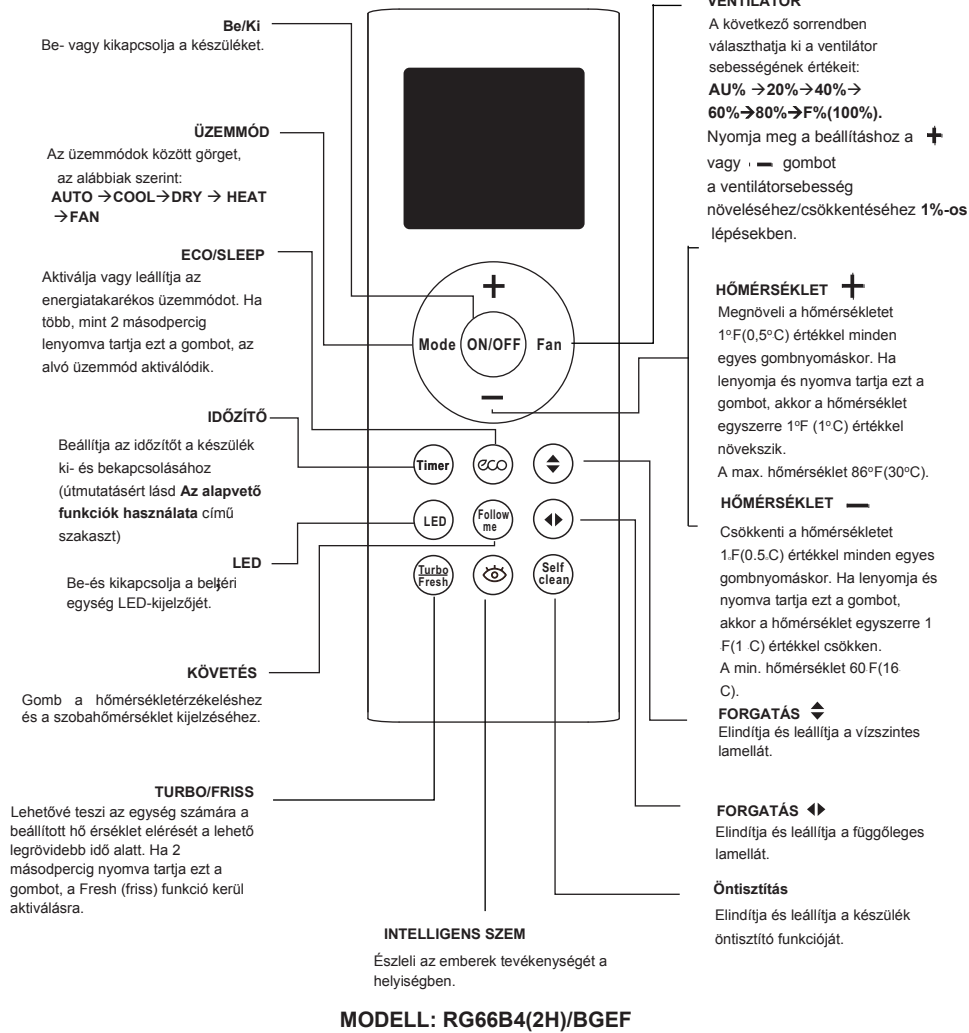 Be/Ki
Be- vagy kikapcsolja a készüléket.
ÜZEMMÓD
Az üzemmódok között görget,
az alábbiak szerint:
AUTO →COOL→DRY → HEAT
→FAN
ECO/SLEEP
Aktiválja vagy leállítja az
energiatakarékos üzemmódot. Ha
több, mint 2 másodpercig
lenyomva tartja ezt a gombot, az
alvó üzemmód aktiválódik.
IDŐZÍTŐ
Beállítja az időzítőt a készülék
ki- és bekapcsolásához
(útmutatásért lásd Az alapvető
funkciók használata című
szakaszt)
LED
Be-és kikapcsolja a beltéri
egység LED-kijelzőjét.
KÖVETÉS
Gomb a hőmérsékletérzékeléshez
és a szobahőmérséklet kijelzéséhez.
TURBO/FRISS
Lehetővé teszi az egység számára a
beállított hő érséklet elérését a lehető
legrövidebb idő alatt. Ha 2
másodpercig nyomva tartja ezt a
gombot, a Fresh (friss) funkció kerül
aktiválásra.
+
Mode ON/OFF Fan
−
Timer eco
LED Follow me
Turbo Fresh
Self clean
VENTILÁTOR
A következő sorrendben
választhatja ki a ventilátor
sebességének értékeit:
AU% →20%→40%→
60%→80%→F%(100%).
Nyomja meg a beállításhoz a +
vagy − gombot
a ventilátorsebesség
növeléséhez/csökkentéséhez 1%-os
lépésekben.
HŐMÉRSÉKLET +
Megnöveli a hőmérsékletet
1°F(0,5°C) értékkel minden
egyes gombnyomáskor. Ha
lenyomja és nyomva tartja ezt a
gombot, akkor a hőmérséklet
egyszerre 1°F (1°C) értékkel
növekszik.
A max. hőmérséklet 86°F(30°C).
HŐMÉRSÉKLET −
Csökkenti a hőmérsékletet
1.F(0.5.C) értékkel minden egyes
gombnyomáskor. Ha lenyomja és
nyomva tartja ezt a gombot,
akkor a hőmérséklet egyszerre 1
F(1 C) értékkel csökken.
A min. hőmérséklet 60 F(16
C).
FORGATÁS
Elindítja és leállítja a vízszintes
lamellát.
FORGATÁS
Elindítja és leállítja a függőleges
lamellát.
Öntisztítás
Elindítja és leállítja a készülék
öntisztító funkcióját.
INTELLIGENS SZEM
Észleli az emberek tevékenységét a
helyiségben.
MODELL: RG66B4(2H)/BGEF